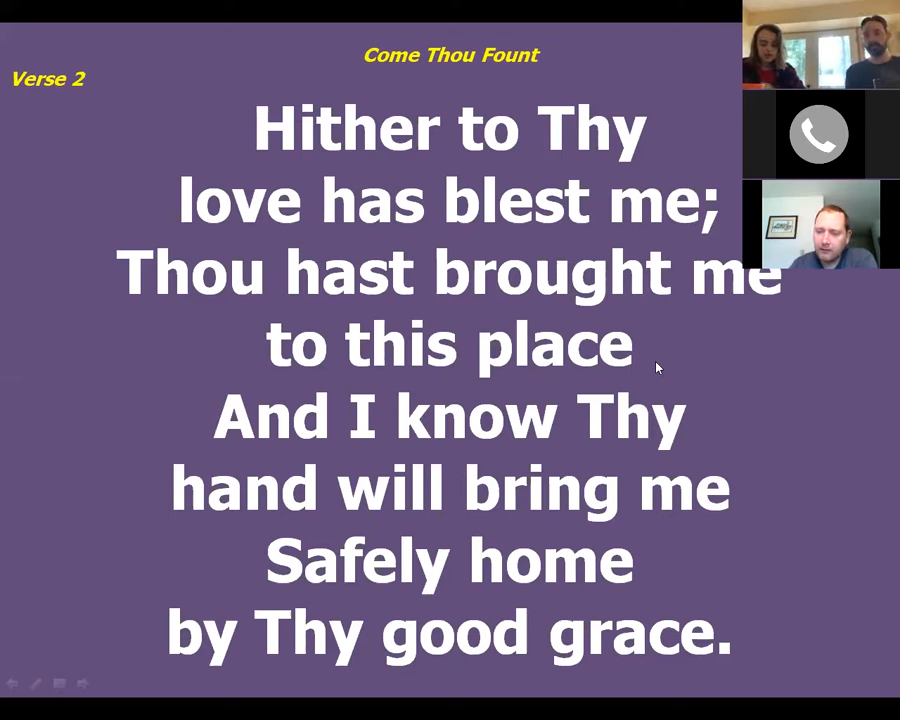 Come Thou Fount
Verse 2
Hither to Thy
love has blest me;
Thou hast brought me
to this place
And I know Thy
hand will bring me
Safely home
by Thy good grace.